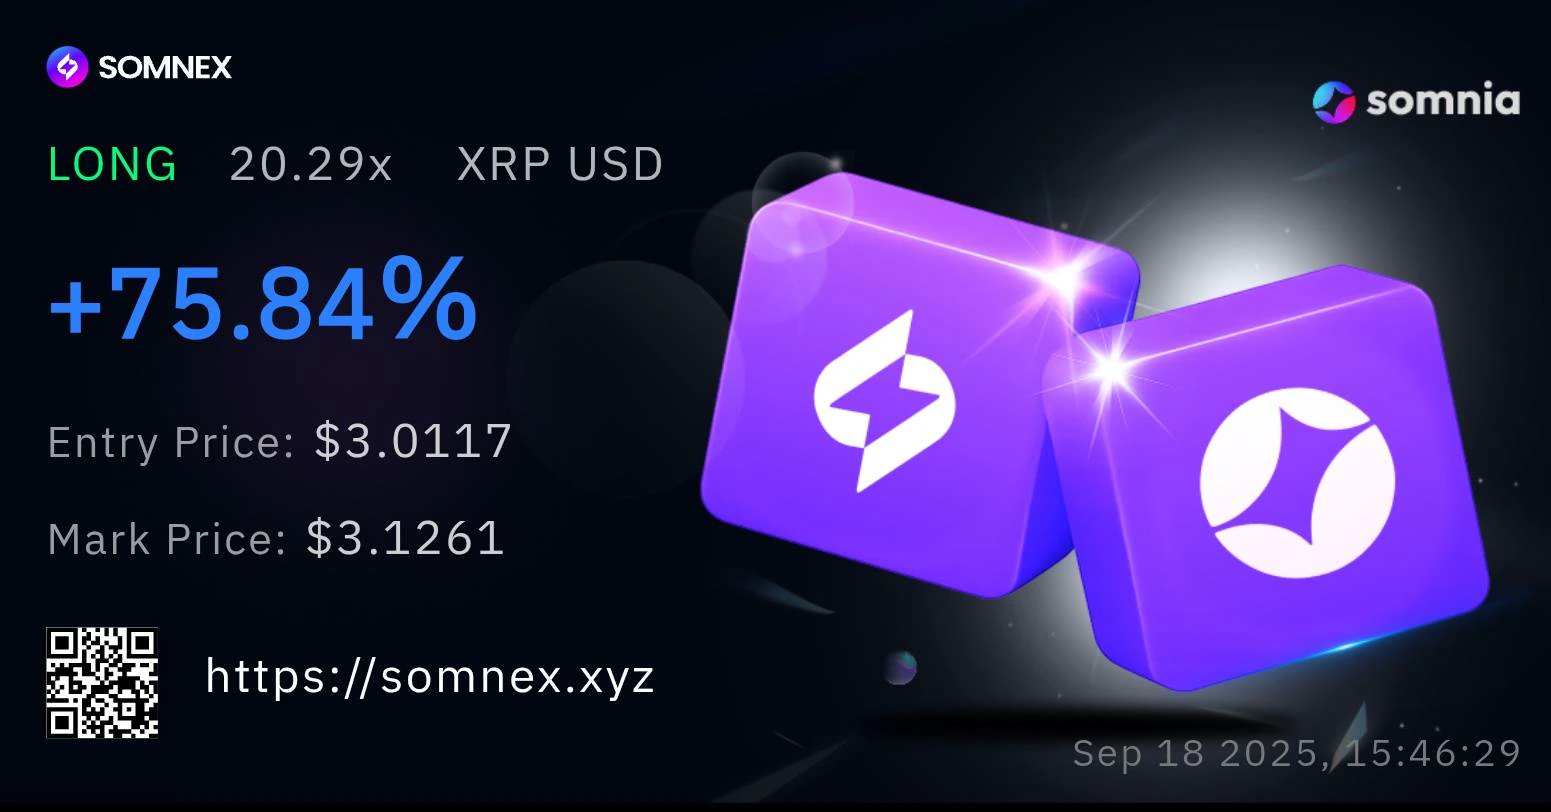 SOMNEX
somnia
LONG 20.29x XRP USD
+75.84%
Entry Price: $3.0117
Mark Price: $3.1261
https://somnex.xyz
Sep 18 2025, 15:46:29